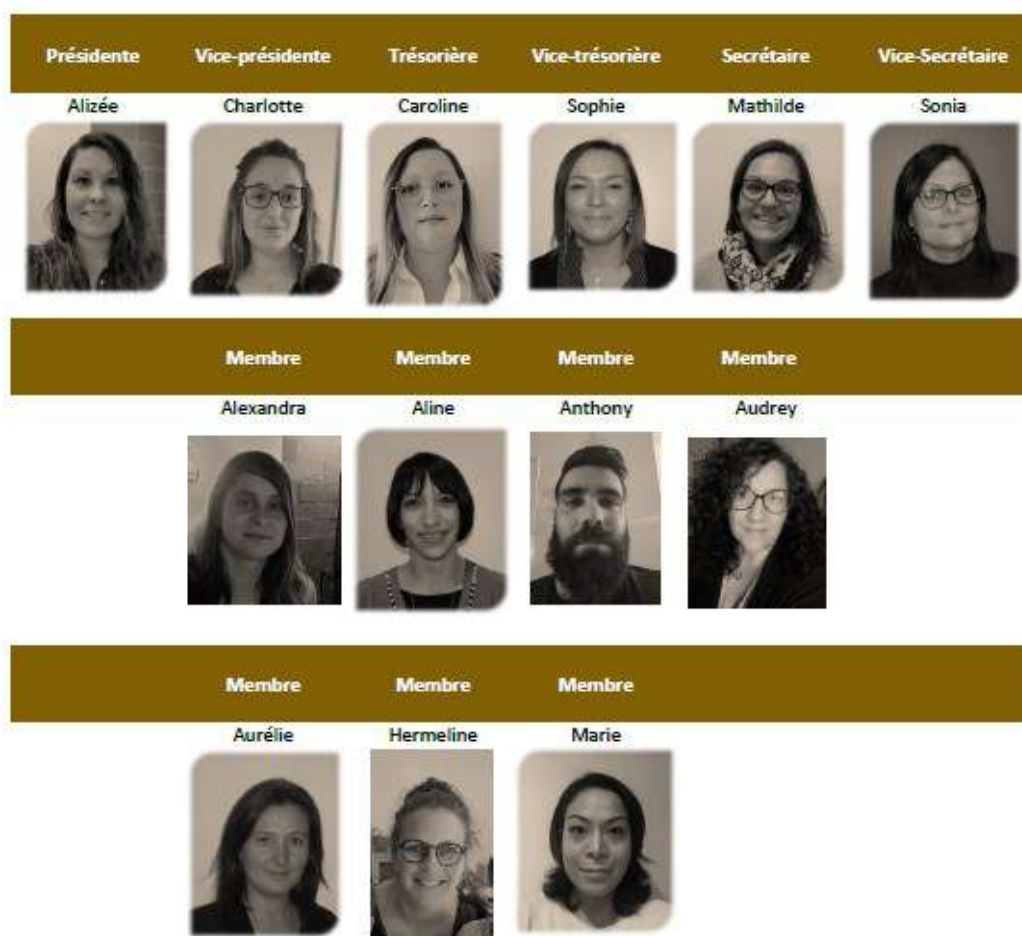 Présidente Vice-présidente Trésorière Vice-trésorière Secrétaire Vice-Secrétaire
Alizée Charlotte Caroline Sophie Mathilde Sonia
Membre Membre Membre Membre
Alexandra Aline Anthony Audrey
Membre Membre Membre
Aurélie Hermeline Marie